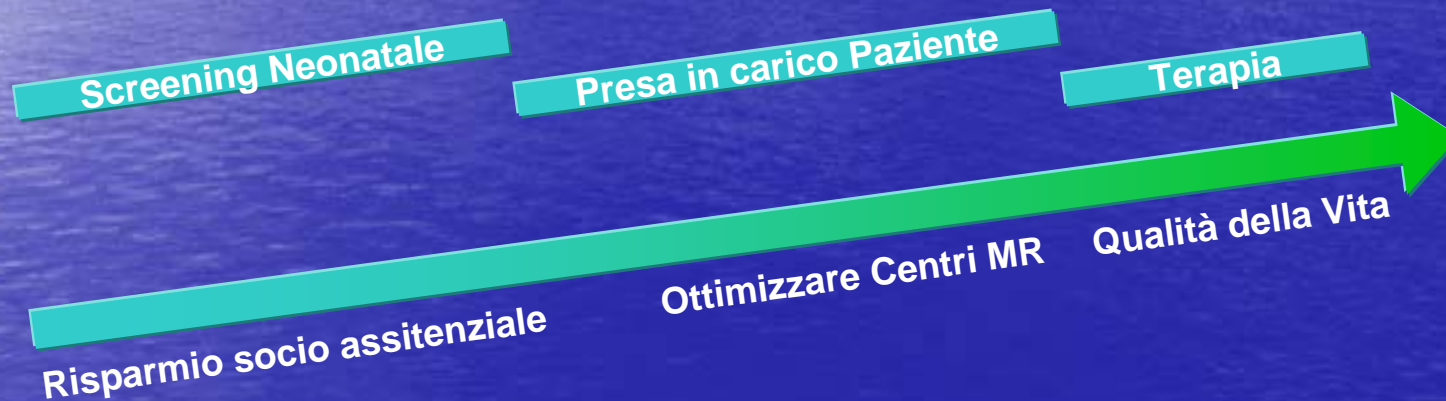 Screening Neonatale
Presa in carico Paziente
Terapia
Risparmio socio assitenziale
Ottimizzare Centri MR
Qualità della Vita